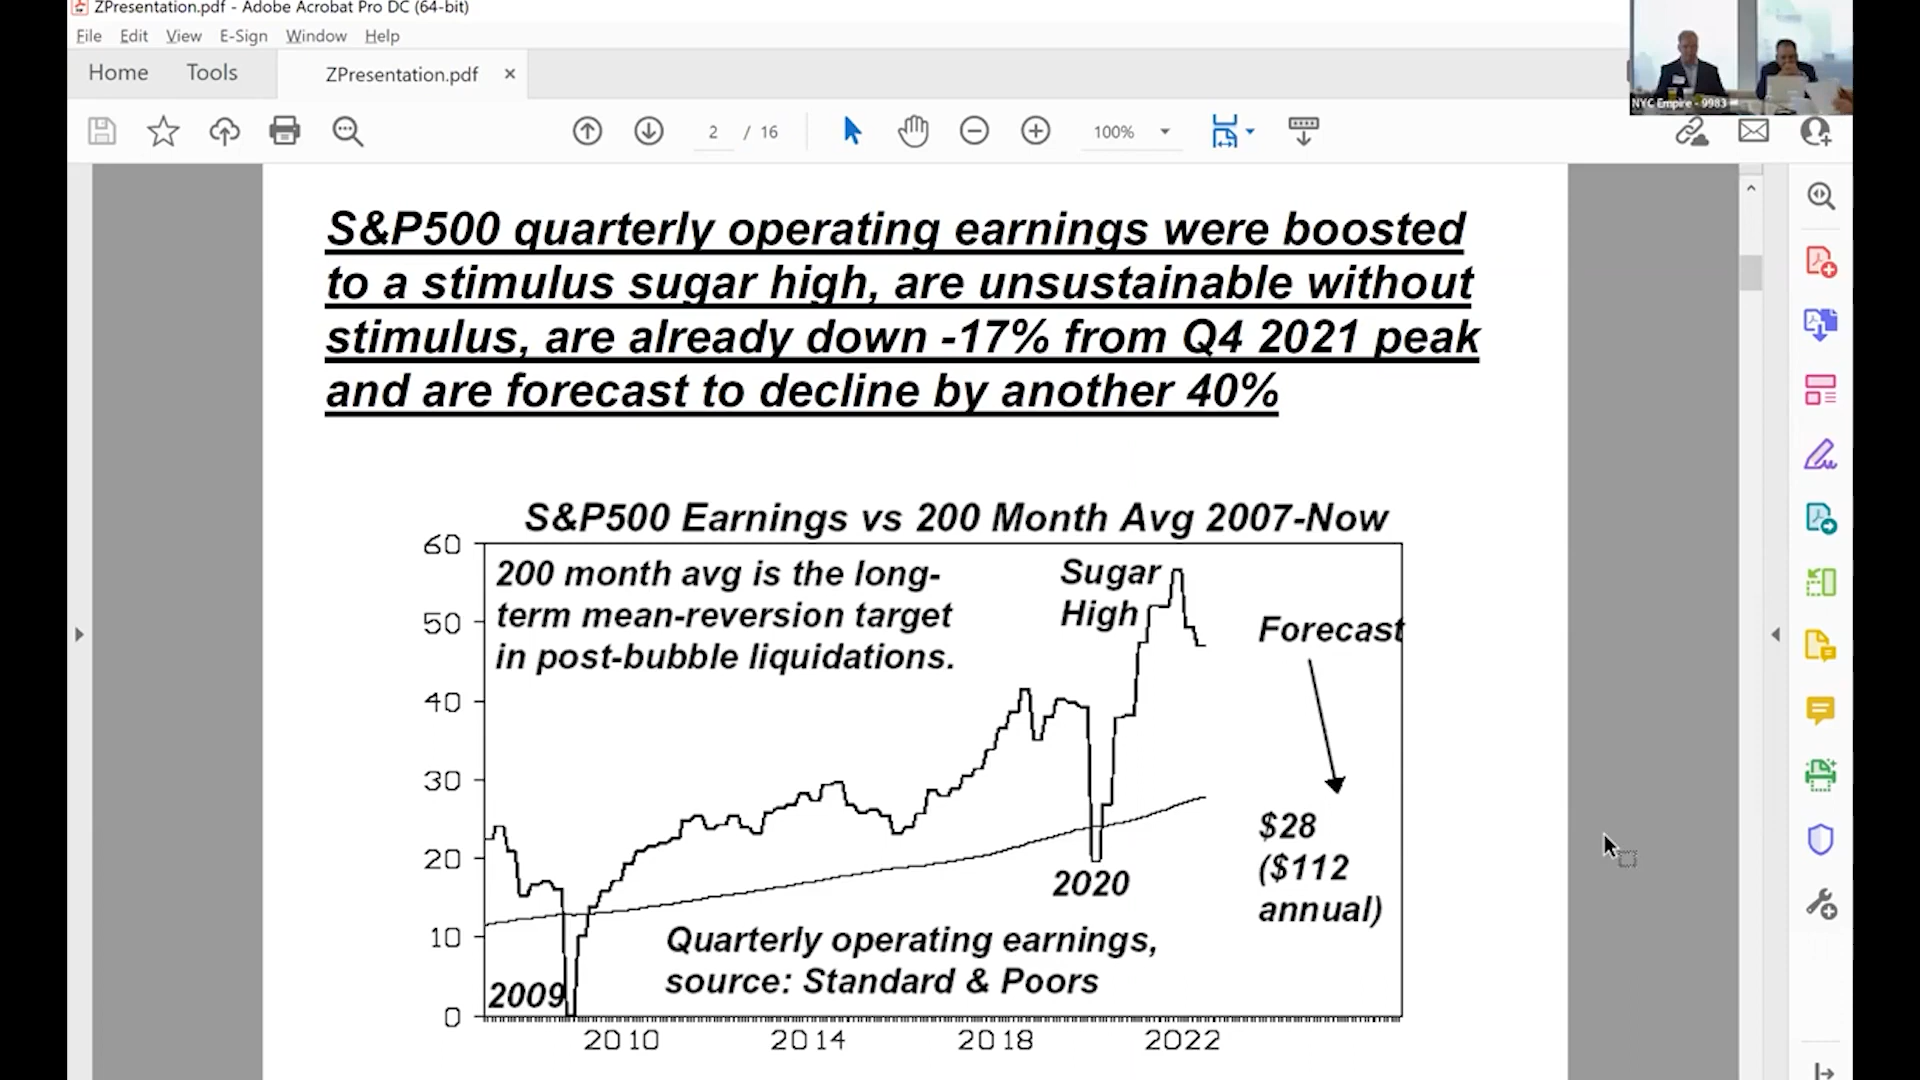 ZPresentation.pdf - Adobe Acrobat Pro DC (64-bit)
File Edit View E-Sign Window Help
Home Tools ZPresentation.pdf
2 / 16 100%
NYC Empire - 9983
S&P500 quarterly operating earnings were boosted
to a stimulus sugar high, are unsustainable without
stimulus, are already down -17% from Q4 2021 peak
and are forecast to decline by another 40%
S&P500 Earnings vs 200 Month Avg 2007-Now
60
50
40
30
20
10
0
200 month avg is the long-
term mean-reversion target
in post-bubble liquidations.
Sugar
High
Forecast
$28
($112
annual)
2020
Quarterly operating earnings,
source: Standard & Poors
2009
2010 2014 2018 2022